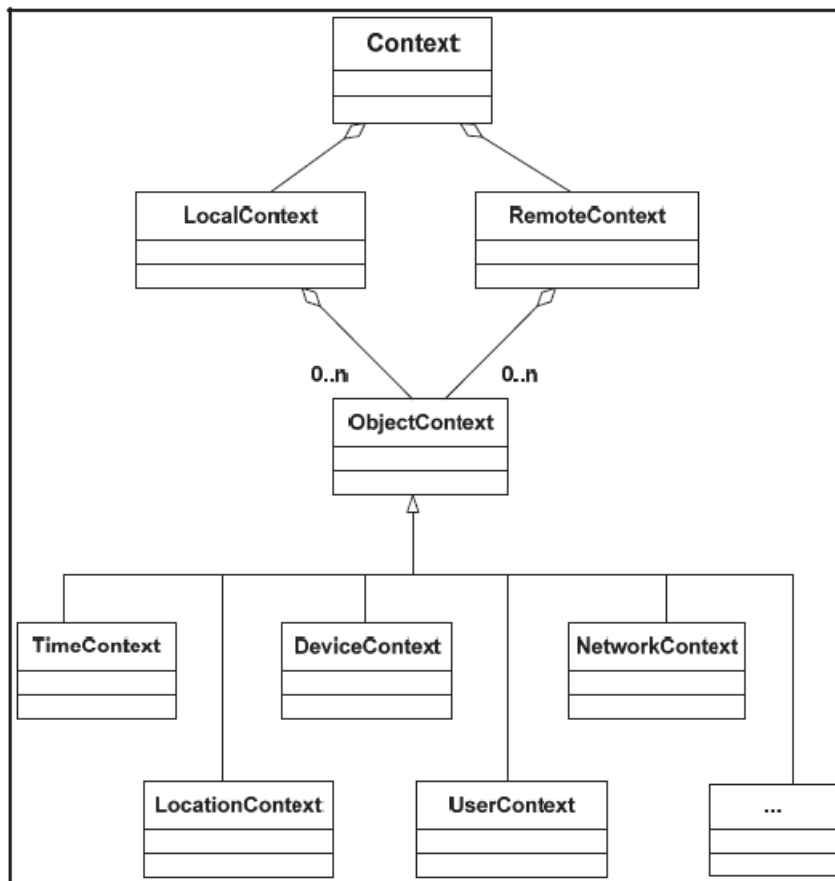 Context
LocalContext
RemoteContext
0..n
0..n
ObjectContext
TimeContext
DeviceContext
NetworkContext
LocationContext
UserContext
...